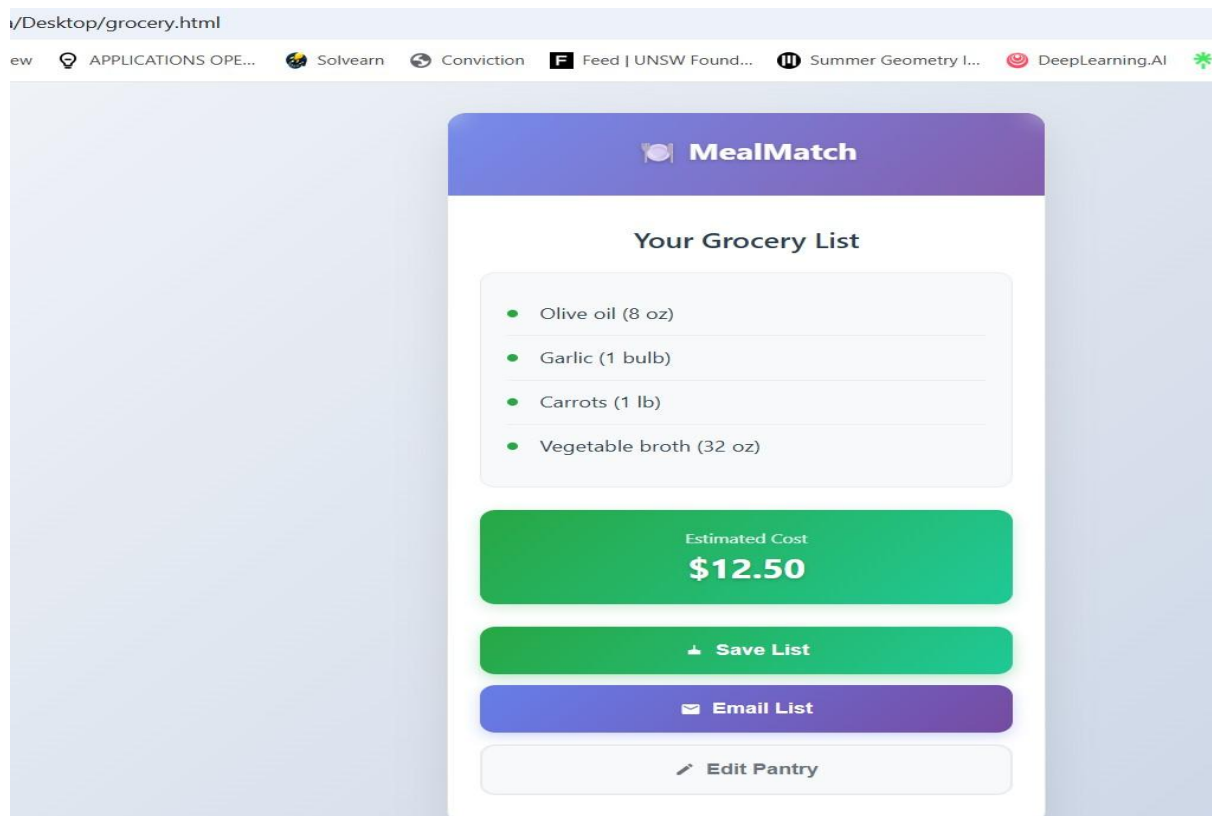 /Desktop/grocery.html
ew APPLICATIONS OPE... Solvearn Conviction Feed | UNSW Found... Summer Geometry I... DeepLearning.AI
MealMatch
Your Grocery List
Olive oil (8 oz)
Garlic (1 bulb)
Carrots (1 lb)
Vegetable broth (32 oz)
Estimated Cost
$12.50
Save List
Email List
Edit Pantry